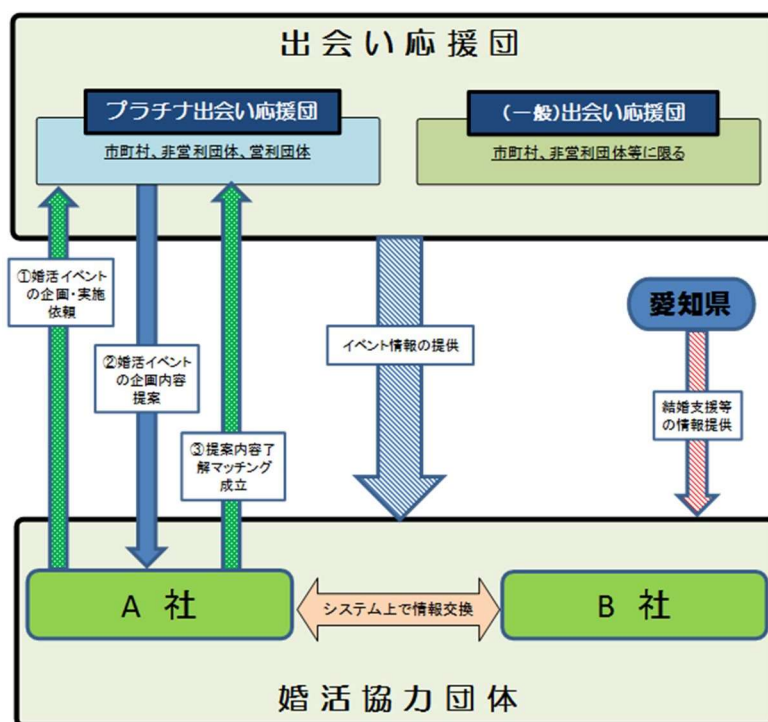 出会い応援団
プラチナ出会い応援団
市町村、非営利団体、営利団体
(一般)出会い応援団
市町村、非営利団体等に限る
①婚活イベント
の企画・実施
依頼
②婚活イベント
の企画内容
提案
③提案内容了
解マッチング
成立
イベント情報の提供
愛知県
結婚支援等
の情報提供
A 社
システム上で情報交換
B 社
婚活協力団体